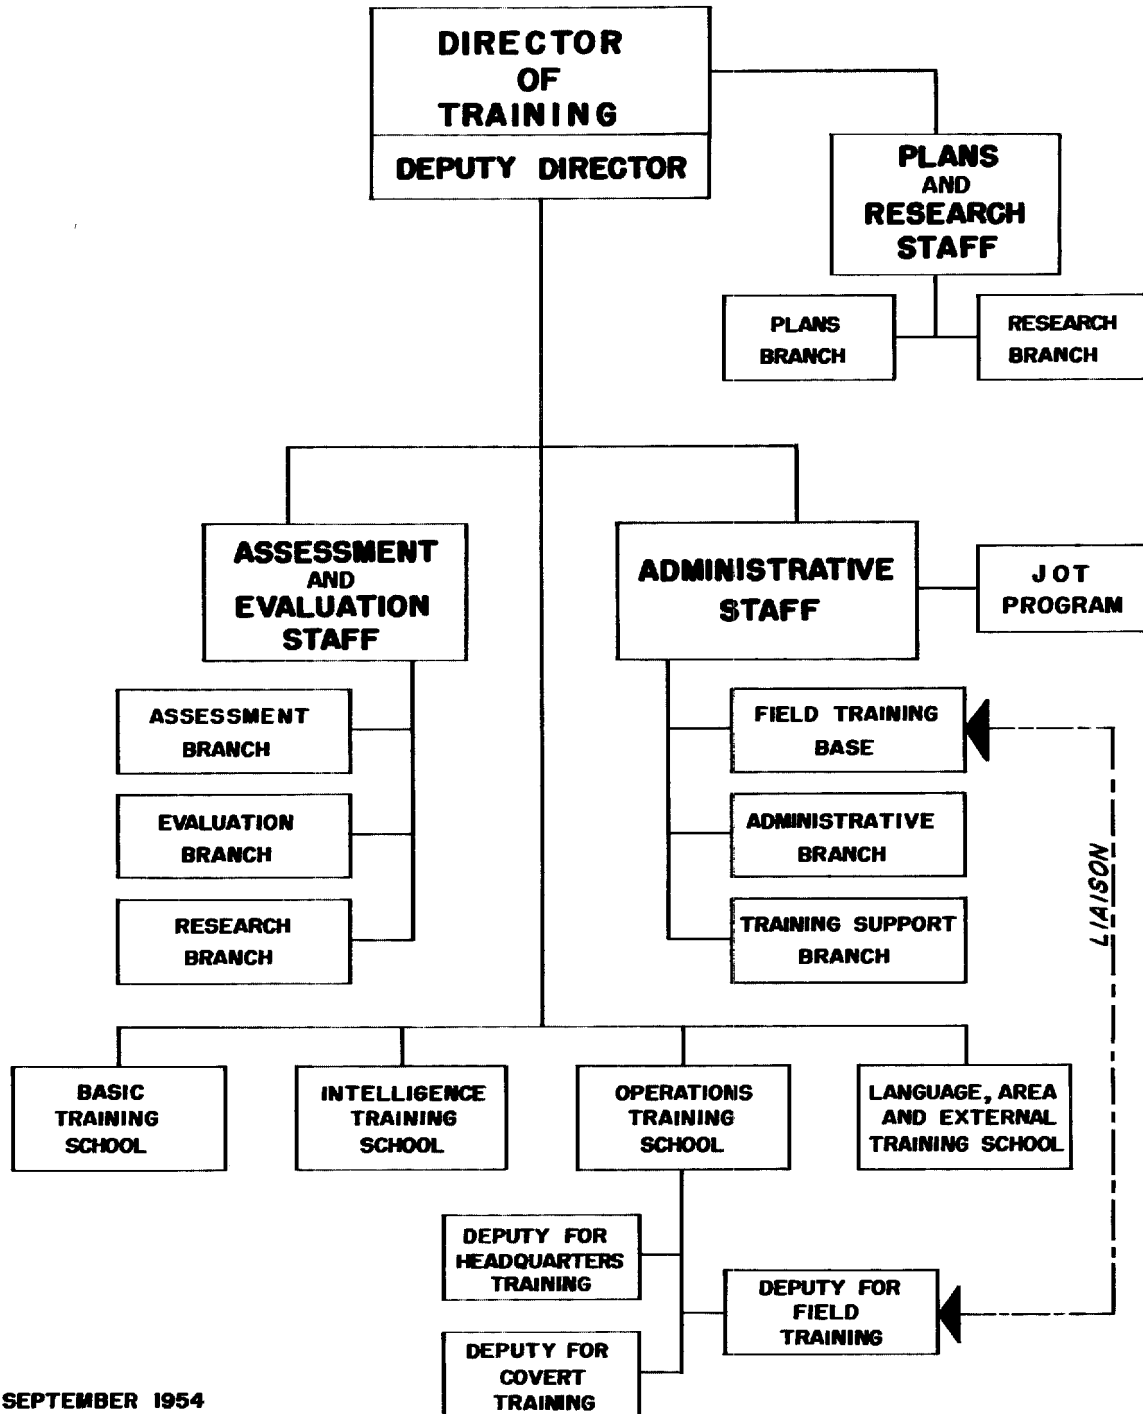 DIRECTOR
OF
TRAINING
DEPUTY DIRECTOR
PLANS
AND
RESEARCH
STAFF
PLANS
BRANCH
RESEARCH
BRANCH
ASSESSMENT
AND
EVALUATION
STAFF
ADMINISTRATIVE
STAFF
JOT
PROGRAM
ASSESSMENT
BRANCH
EVALUATION
BRANCH
RESEARCH
BRANCH
FIELD TRAINING
BASE
ADMINISTRATIVE
BRANCH
TRAINING SUPPORT
BRANCH
LIAISON
BASIC
TRAINING
SCHOOL
INTELLIGENCE
TRAINING
SCHOOL
OPERATIONS
TRAINING
SCHOOL
LANGUAGE, AREA
AND EXTERNAL
TRAINING SCHOOL
DEPUTY FOR
HEADQUARTERS
TRAINING
DEPUTY FOR
FIELD
TRAINING
DEPUTY FOR
COVERT
TRAINING
SEPTEMBER 1954